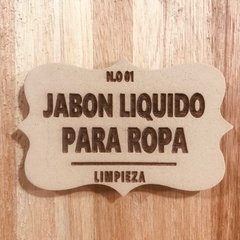 N.O 01
JABON LIQUIDO
PARA ROPA
LIMPIEZA